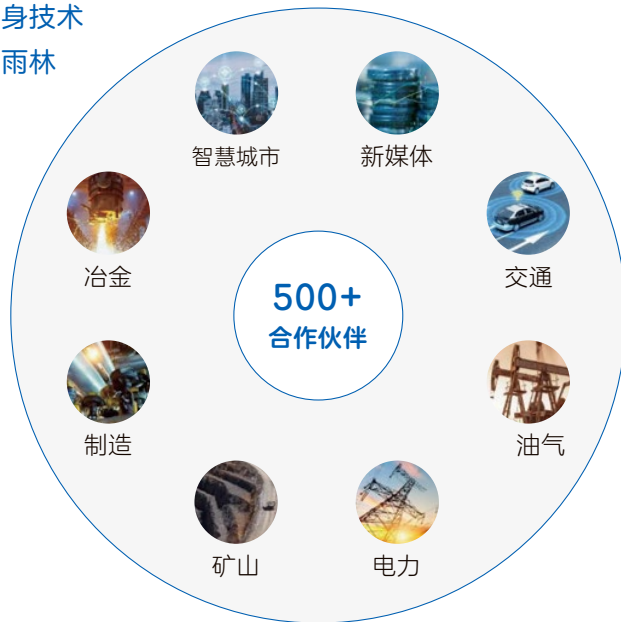 身技术
雨林
智慧城市
新媒体
冶金
交通
500+
合作伙伴
制造
油气
矿山
电力